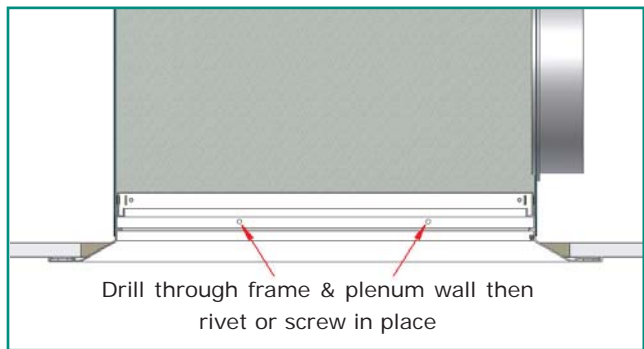 Drill through frame & plenum wall then
rivet or screw in place